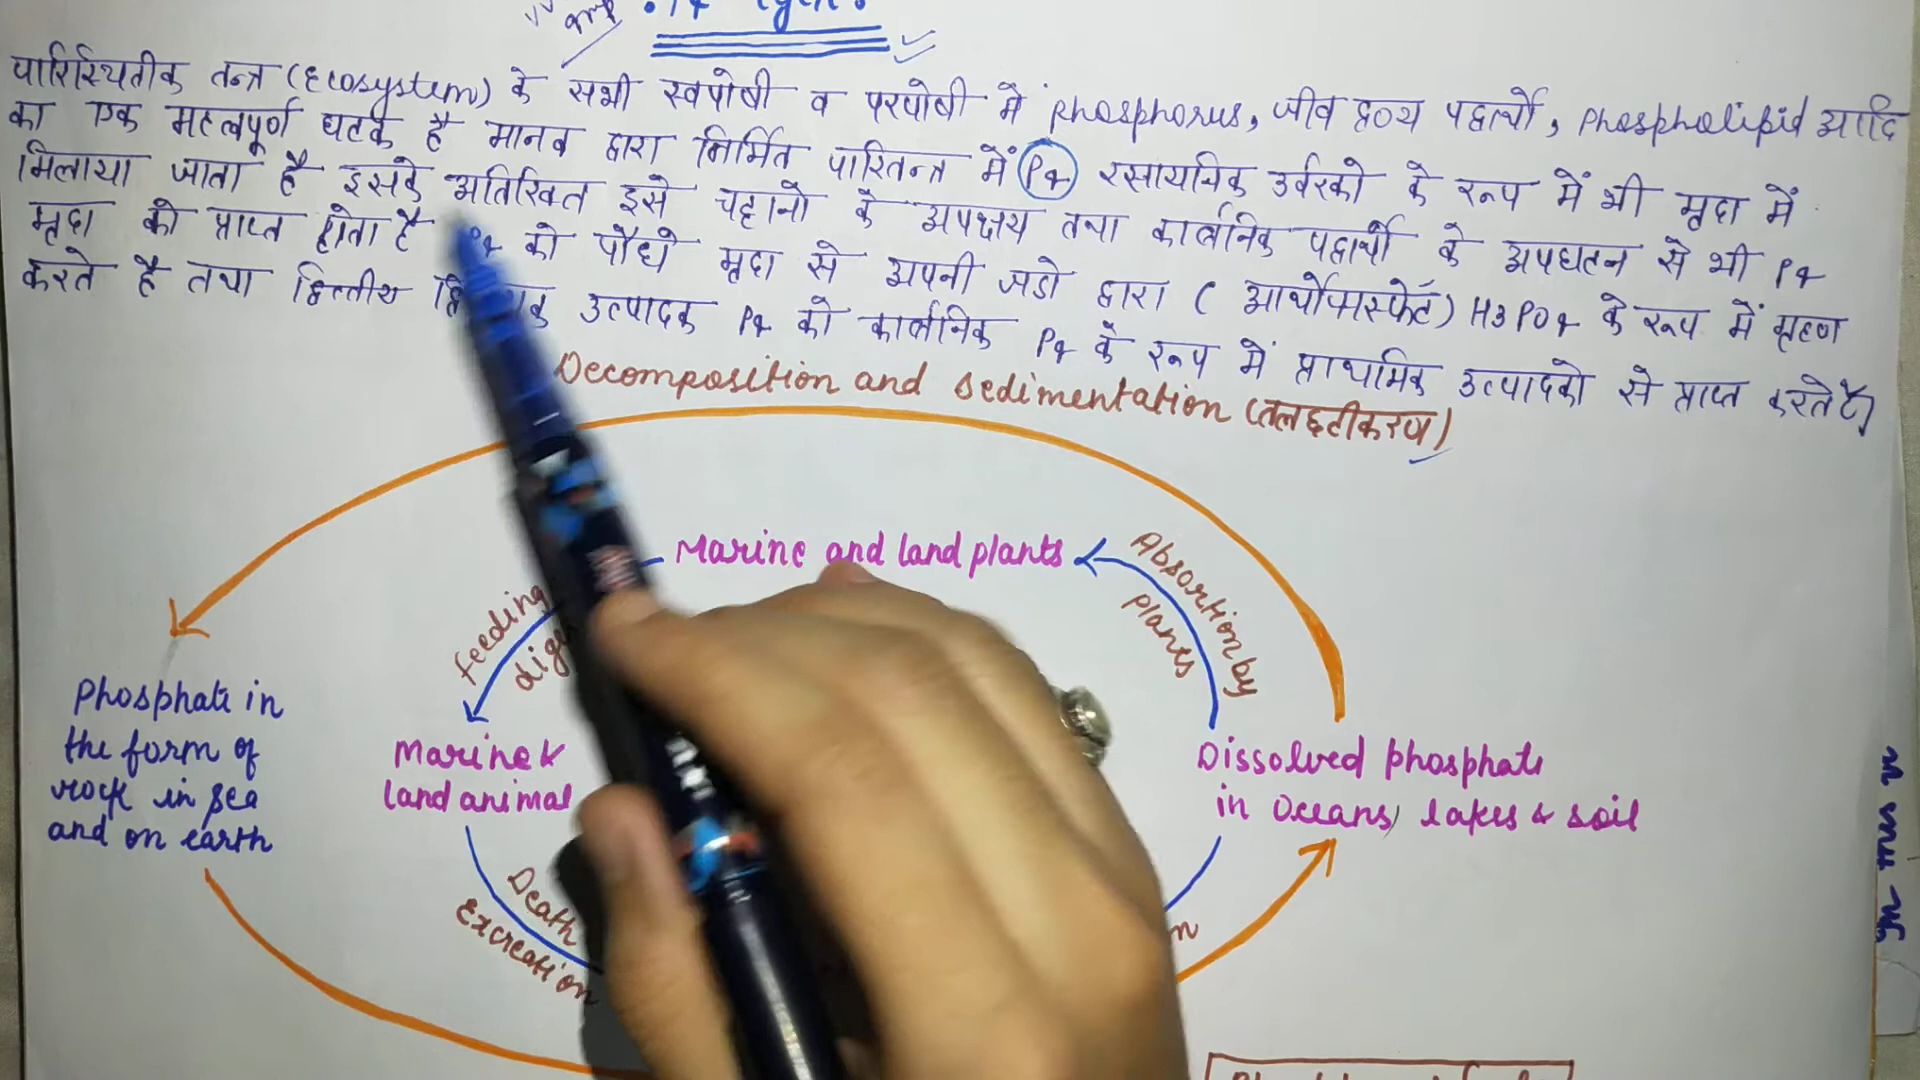 पारिस्थितीक तन्त्र (Ecosystem) के सभी स्वपोषी व परपोषी में phosphorus, जीव द्रव्य पदार्थो, phospholipid आदि
का एक महत्वपूर्ण घटक है मानव द्वारा निर्मित पारितन्त्र में P4 रसायनिक उर्वरको के रूप में भी मृदा में
मिलाया जाता है इसके अतिरिक्त इसे चट्टानो के अपक्षय तथा कार्बनिक पदार्थो के अपघटन से भी P4
मृदा को प्राप्त होता है को पौधे मृदा से अपनी जडो द्वारा ( आर्थोफास्फेट) H3PO4 के रूप में ग्रहण
करते है तथा द्वितीय उत्पादक P4 को कार्बनिक P4 के रूप में प्राथमिक उत्पादको से प्राप्त करते है
Decomposition and sedimentation (तलछटीकरण)
Marine and land plants
Absortion by
plants
Feeding
Phosphate in
the form of
rock in sea
and on earth
Marine &
land animal
Dissolved phosphate
in Oceans, lakes & soil
Death
Excreation